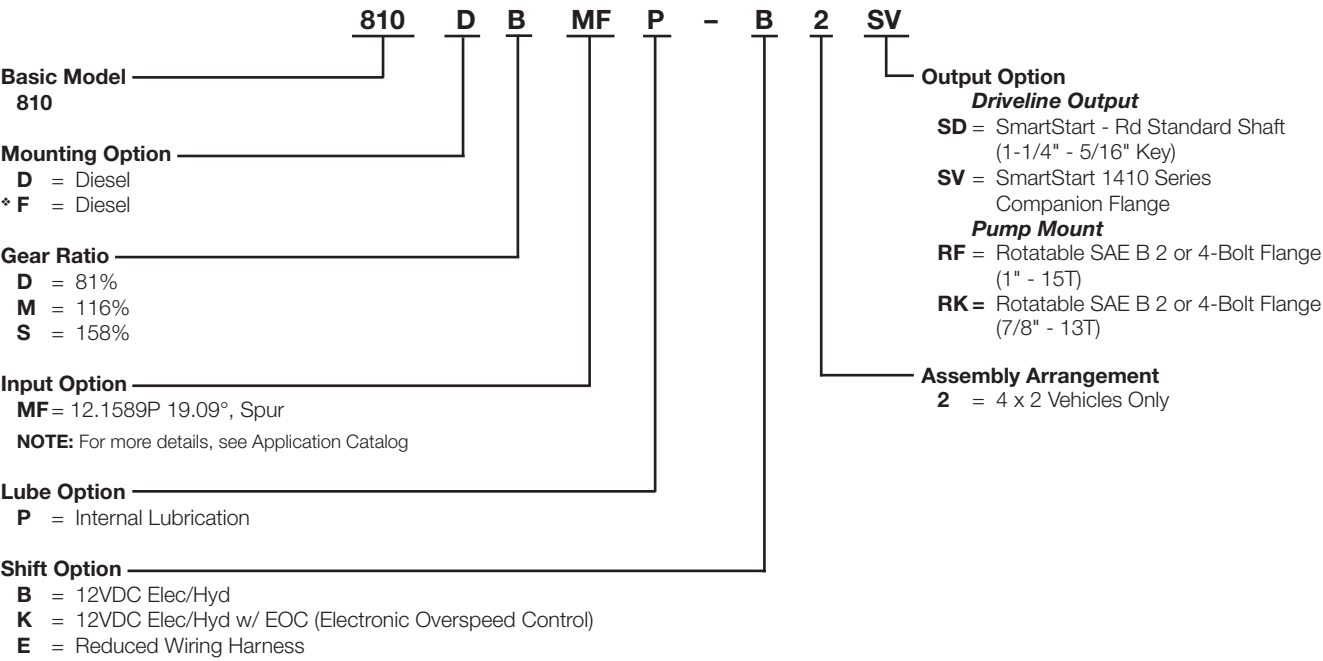 810 D B MF P – B 2 SV
Basic Model
810
Mounting Option
D = Diesel
❖ F = Diesel
Gear Ratio
D = 81%
M = 116%
S = 158%
Input Option
MF = 12.1589P 19.09°, Spur
NOTE: For more details, see Application Catalog
Lube Option
P = Internal Lubrication
Shift Option
B = 12VDC Elec/Hyd
K = 12VDC Elec/Hyd w/ EOC (Electronic Overspeed Control)
E = Reduced Wiring Harness
Output Option
Driveline Output
SD = SmartStart - Rd Standard Shaft
(1-1/4" - 5/16" Key)
SV = SmartStart 1410 Series
Companion Flange
Pump Mount
RF = Rotatable SAE B 2 or 4-Bolt Flange
(1" - 15T)
RK = Rotatable SAE B 2 or 4-Bolt Flange
(7/8" - 13T)
Assembly Arrangement
2 = 4 x 2 Vehicles Only